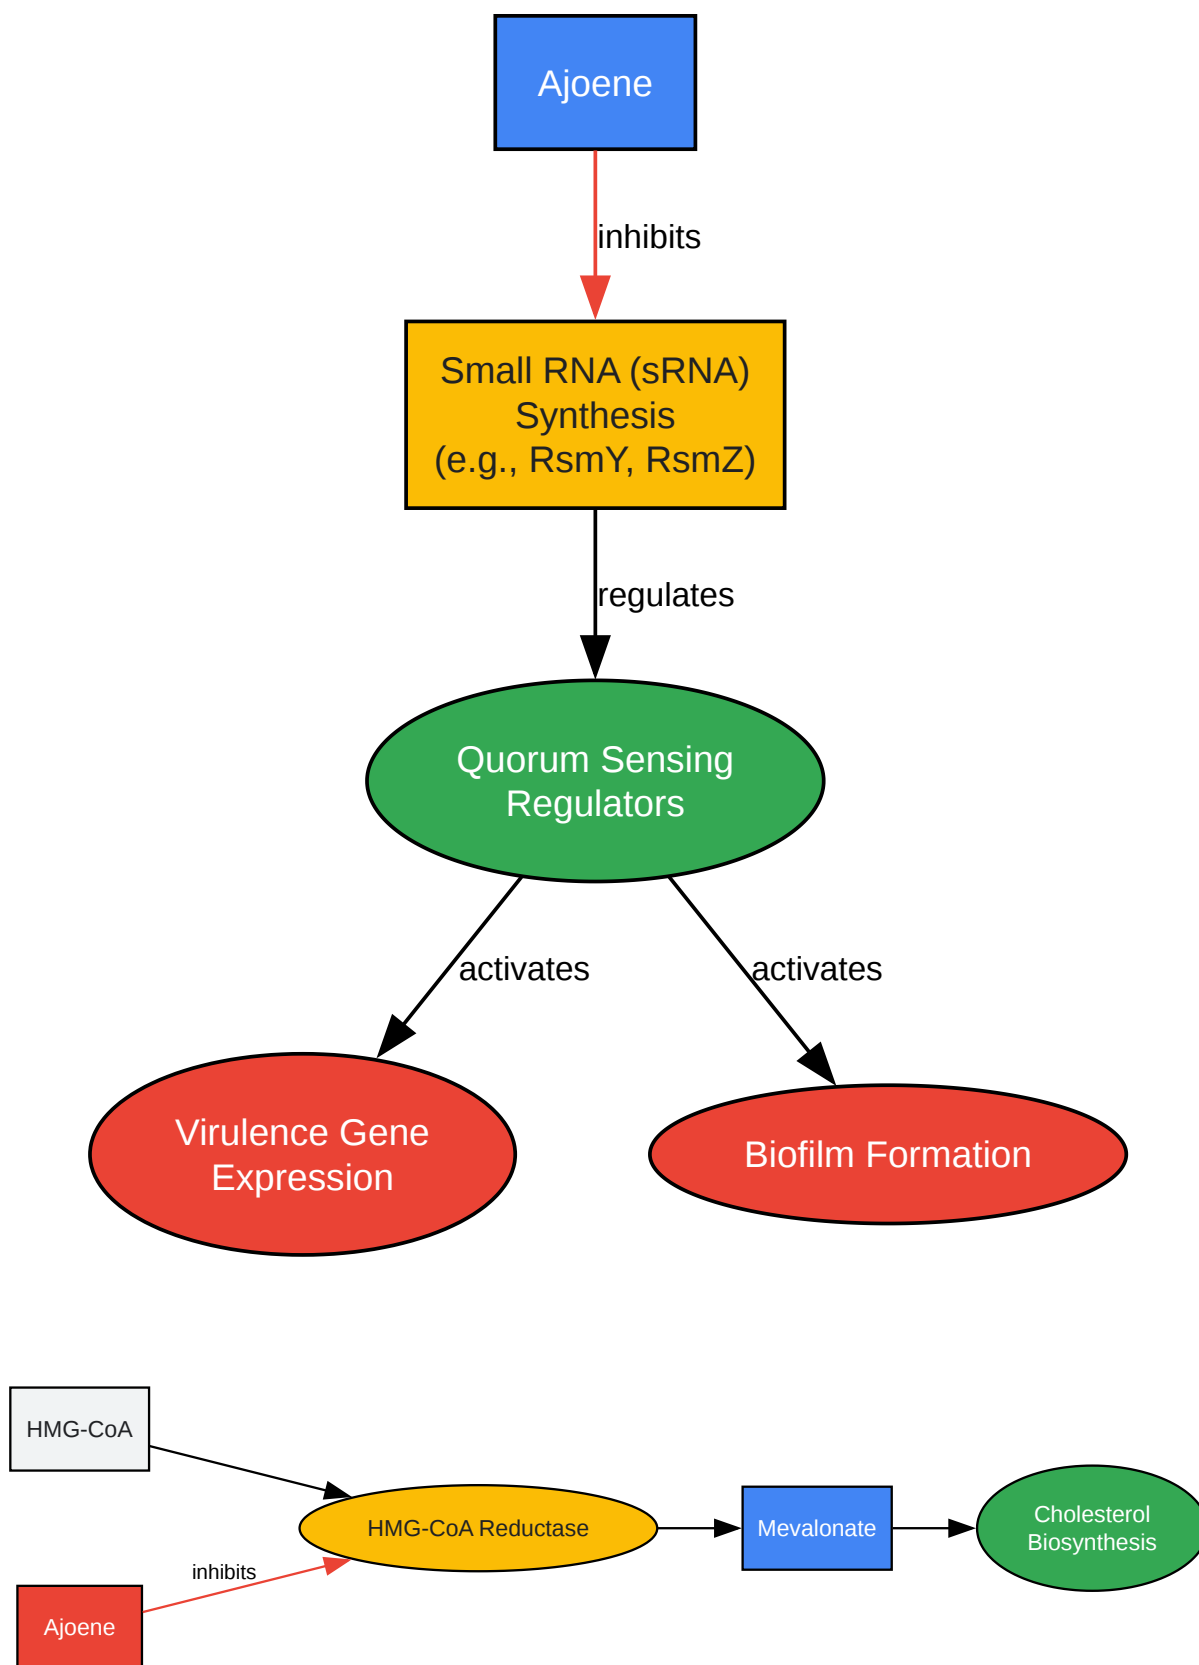 Ajoene
inhibits
Small RNA (sRNA)
Synthesis
(e.g., RsmY, RsmZ)
regulates
Quorum Sensing
Regulators
activates
activates
Virulence Gene
Expression
Biofilm Formation
HMG-CoA
HMG-CoA Reductase
Mevalonate
Cholesterol
Biosynthesis
inhibits
Ajoene